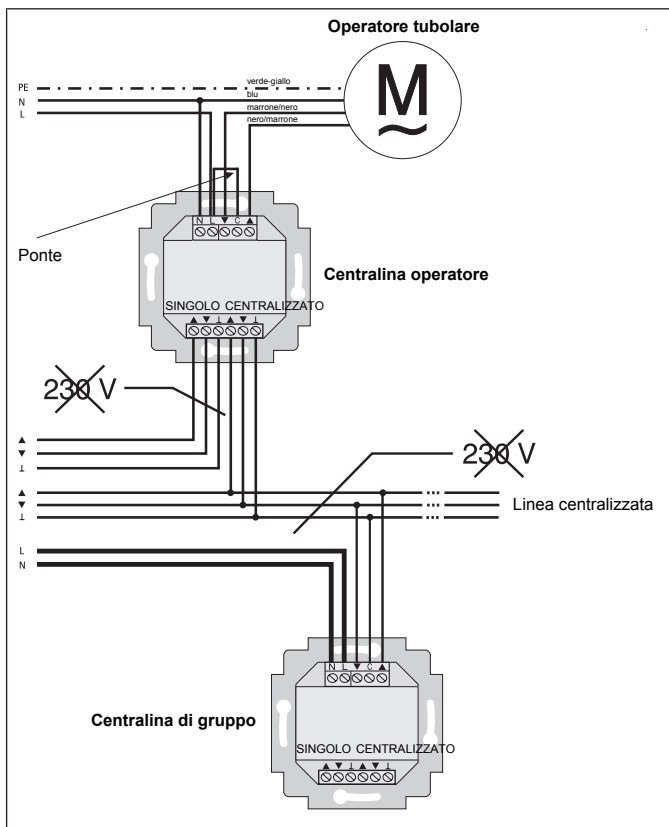 Operatore tubolare
PE
verde-giallo
N
blu
L
marrone/nero
nero/marrone
M
~
N L ▼ C ▲
Ponte
Centralina operatore
SINGOLO CENTRALIZZATO
▲ ▼ ⊥ ▲ ▼ ⊥
230 V
▲
▼
⊥
230 V
▲
▼
⊥
Linea centralizzata
L
N
N L ▼ C ▲
Centralina di gruppo
SINGOLO CENTRALIZZATO
▲ ▼ ⊥ ▲ ▼ ⊥